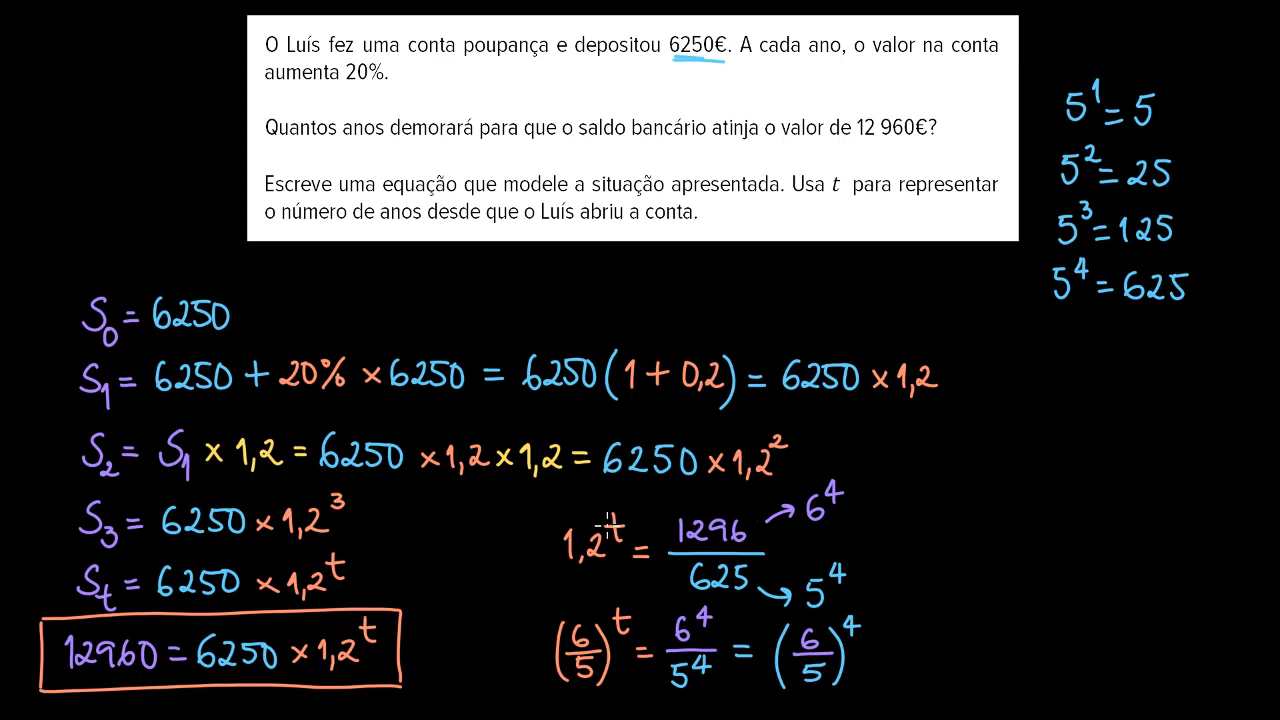 O Luís fez uma conta poupança e depositou 6250€. A cada ano, o valor na conta
aumenta 20%.
Quantos anos demorará para que o saldo bancário atinja o valor de 12 960€?
Escreve uma equação que modele a situação apresentada. Usa t para representar
o número de anos desde que o Luís abriu a conta.
5¹ = 5
5² = 25
5³ = 125
5⁴ = 625
S₀ = 6250
S₁ = 6250 + 20% × 6250 = 6250 (1 + 0,2) = 6250 × 1,2
S₂ = S₁ × 1,2 = 6250 × 1,2 × 1,2 = 6250 × 1,2²
S₃ = 6250 × 1,2³
Sₜ = 6250 × 1,2ᵗ
12960 = 6250 × 1,2ᵗ
1,2ᵗ = 1296/625
→ 6⁴
→ 5⁴
(6/5)ᵗ = 6⁴/5⁴ = (6/5)⁴